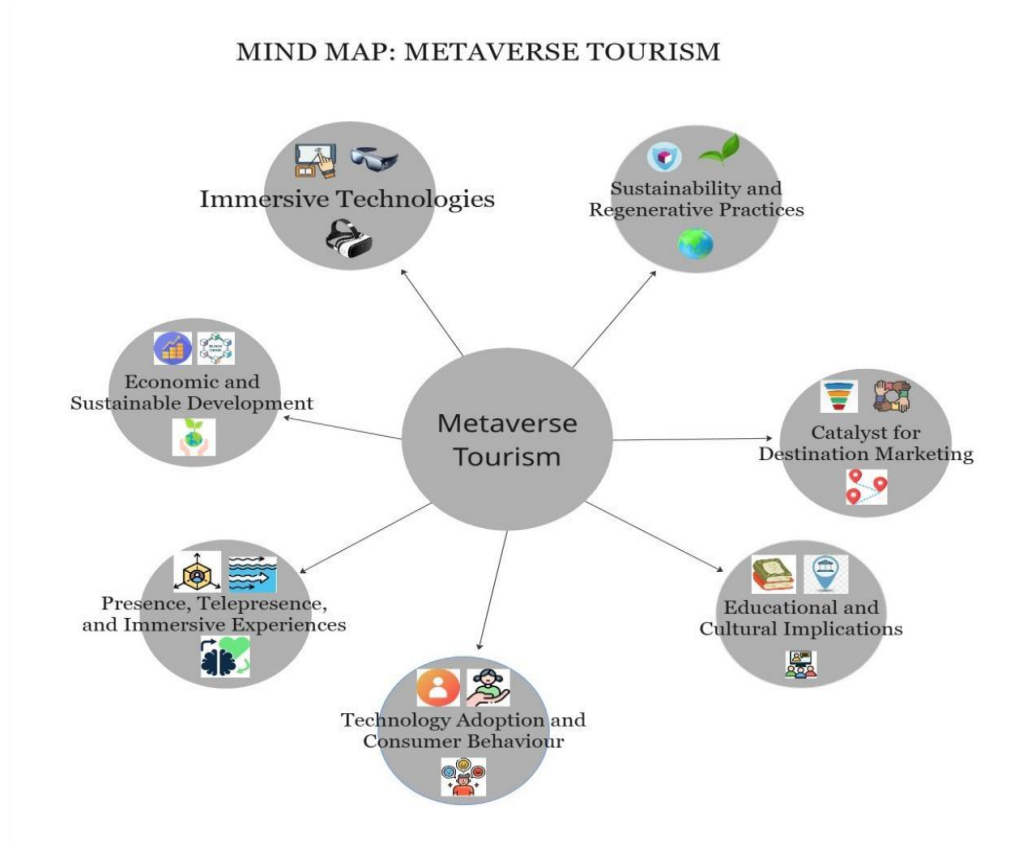 MIND MAP: METAVERSE TOURISM
Immersive Technologies
Sustainability and
Regenerative Practices
Economic and
Sustainable Development
Metaverse
Tourism
Catalyst for
Destination Marketing
Presence, Telepresence,
and Immersive Experiences
Educational and
Cultural Implications
Technology Adoption and
Consumer Behaviour